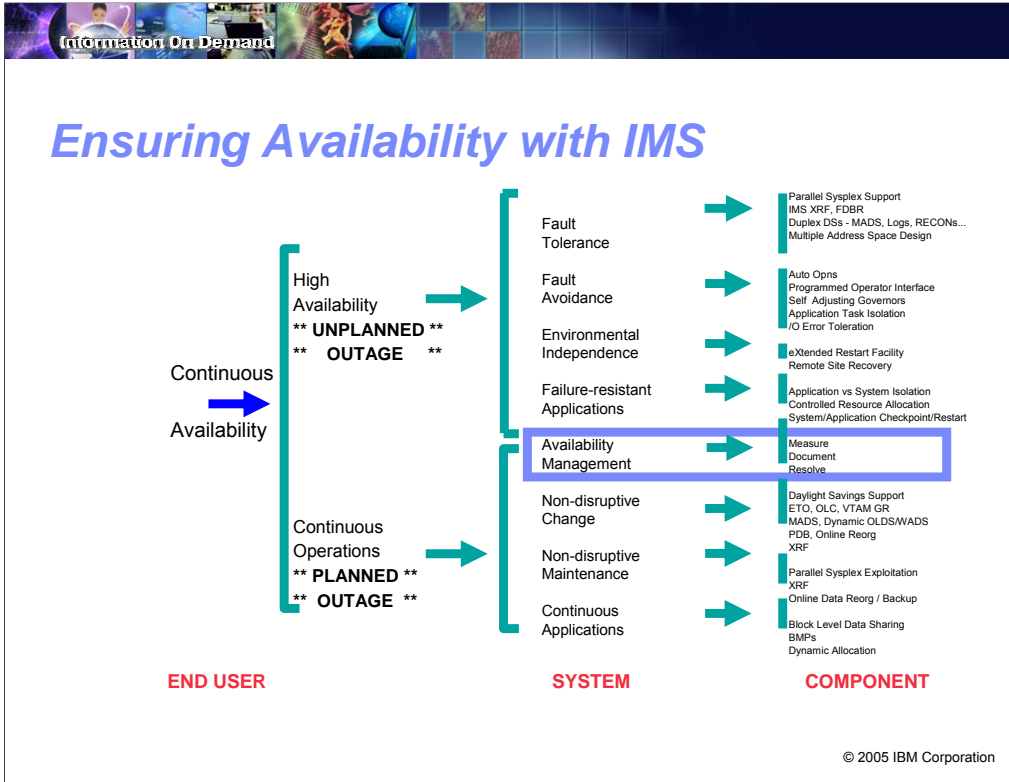 Information On Demand
Ensuring Availability with IMS
Continuous
Availability
High
Availability
** UNPLANNED **
** OUTAGE **
Continuous
Operations
** PLANNED **
** OUTAGE **
Fault
Tolerance
Fault
Avoidance
Environmental
Independence
Failure-resistant
Applications
Availability
Management
Non-disruptive
Change
Non-disruptive
Maintenance
Continuous
Applications
Parallel Sysplex Support
IMS XRF, FDBR
Duplex DSs - MADS, Logs, RECONs...
Multiple Address Space Design
Auto Opns
Programmed Operator Interface
Self Adjusting Governors
Application Task Isolation
/O Error Toleration
eXtended Restart Facility
Remote Site Recovery
Application vs System Isolation
Controlled Resource Allocation
System/Application Checkpoint/Restart
Measure
Document
Resolve
Daylight Savings Support
ETO, OLC, VTAM GR
MADS, Dynamic OLDS/WADS
PDB, Online Reorg
XRF
Parallel Sysplex Exploitation
XRF
Online Data Reorg / Backup
Block Level Data Sharing
BMPs
Dynamic Allocation
END USER
SYSTEM
COMPONENT
© 2005 IBM Corporation